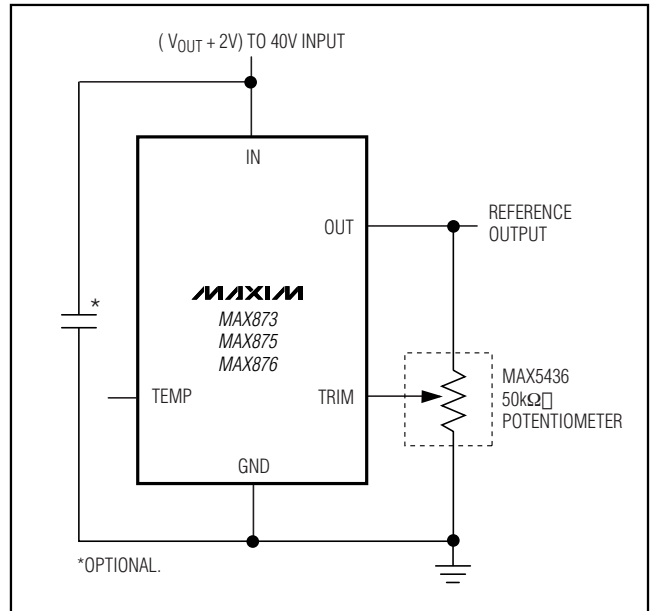 ( VOUT + 2V) TO 40V INPUT
IN
OUT
REFERENCE
OUTPUT
MAXIM
MAX873
MAX875
MAX876
*
TEMP
TRIM
MAX5436
50kΩ▯
POTENTIOMETER
GND
*OPTIONAL.